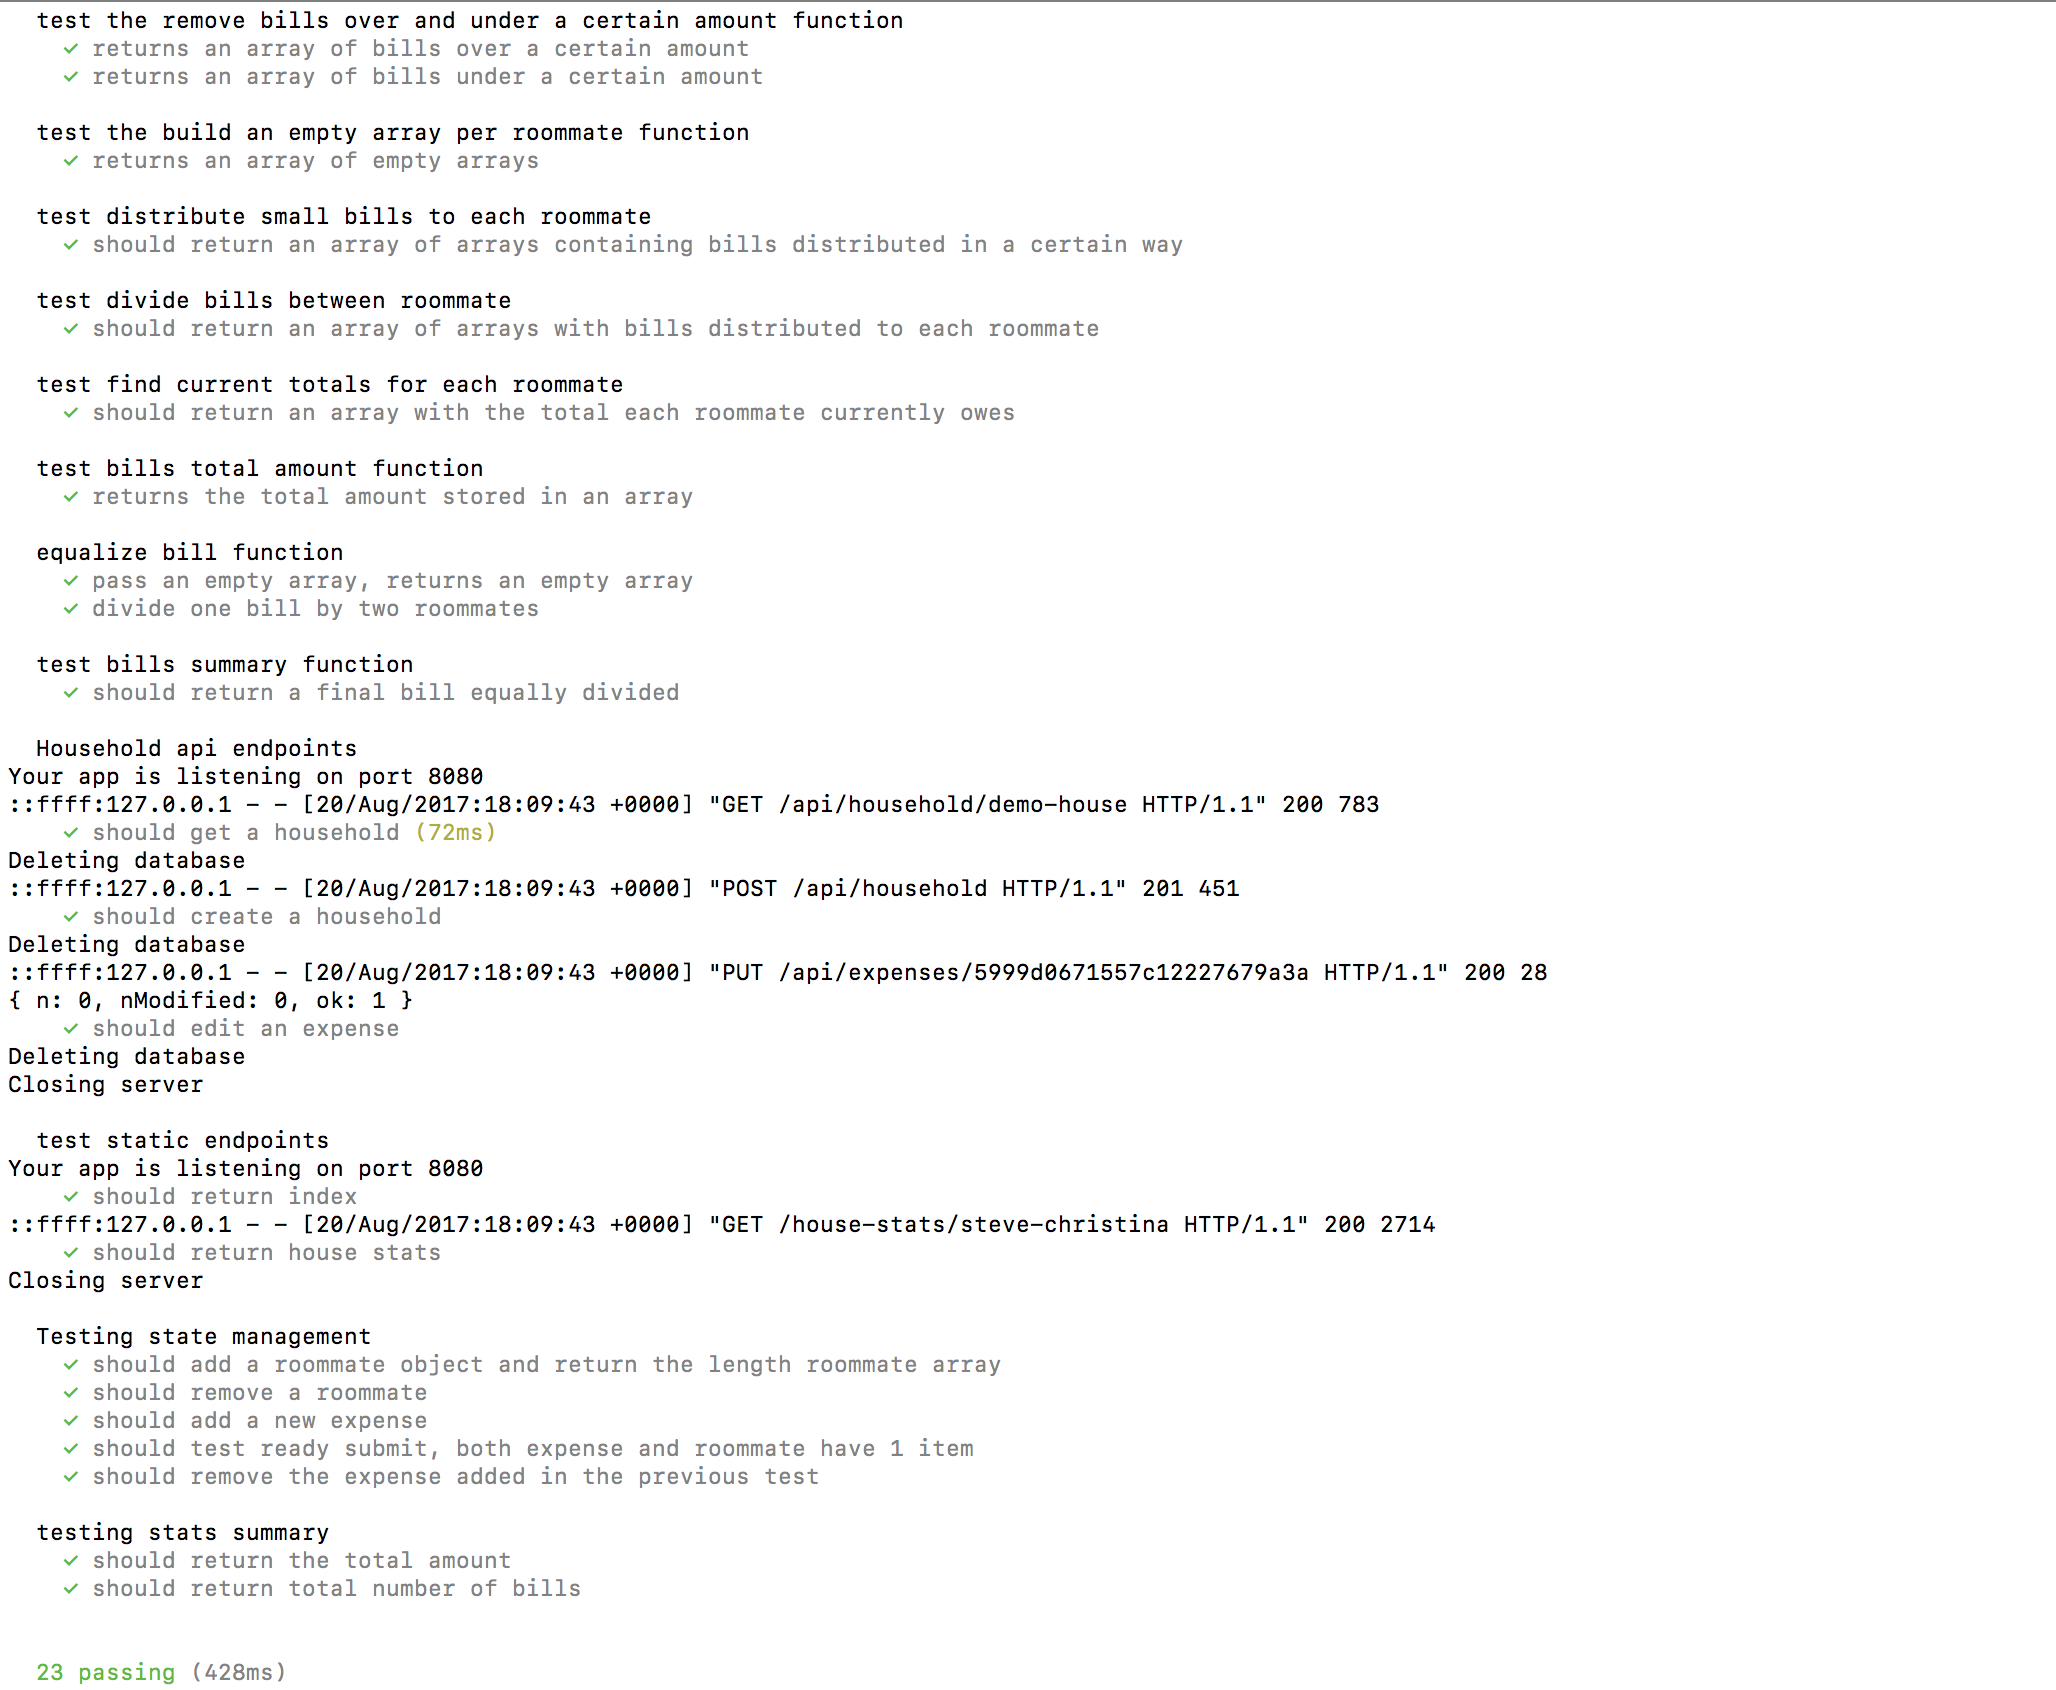 test the remove bills over and under a certain amount function
✓ returns an array of bills over a certain amount
✓ returns an array of bills under a certain amount
test the build an empty array per roommate function
✓ returns an array of empty arrays
test distribute small bills to each roommate
✓ should return an array of arrays containing bills distributed in a certain way
test divide bills between roommate
✓ should return an array of arrays with bills distributed to each roommate
test find current totals for each roommate
✓ should return an array with the total each roommate currently owes
test bills total amount function
✓ returns the total amount stored in an array
equalize bill function
✓ pass an empty array, returns an empty array
✓ divide one bill by two roommates
test bills summary function
✓ should return a final bill equally divided
Household api endpoints
Your app is listening on port 8080
::ffff:127.0.0.1 - - [20/Aug/2017:18:09:43 +0000] "GET /api/household/demo-house HTTP/1.1" 200 783
✓ should get a household (72ms)
Deleting database
::ffff:127.0.0.1 - - [20/Aug/2017:18:09:43 +0000] "POST /api/household HTTP/1.1" 201 451
✓ should create a household
Deleting database
::ffff:127.0.0.1 - - [20/Aug/2017:18:09:43 +0000] "PUT /api/expenses/5999d0671557c12227679a3a HTTP/1.1" 200 28
{ n: 0, nModified: 0, ok: 1 }
✓ should edit an expense
Deleting database
Closing server
test static endpoints
Your app is listening on port 8080
✓ should return index
::ffff:127.0.0.1 - - [20/Aug/2017:18:09:43 +0000] "GET /house-stats/steve-christina HTTP/1.1" 200 2714
✓ should return house stats
Closing server
Testing state management
✓ should add a roommate object and return the length roommate array
✓ should remove a roommate
✓ should add a new expense
✓ should test ready submit, both expense and roommate have 1 item
✓ should remove the expense added in the previous test
testing stats summary
✓ should return the total amount
✓ should return total number of bills
23 passing (428ms)